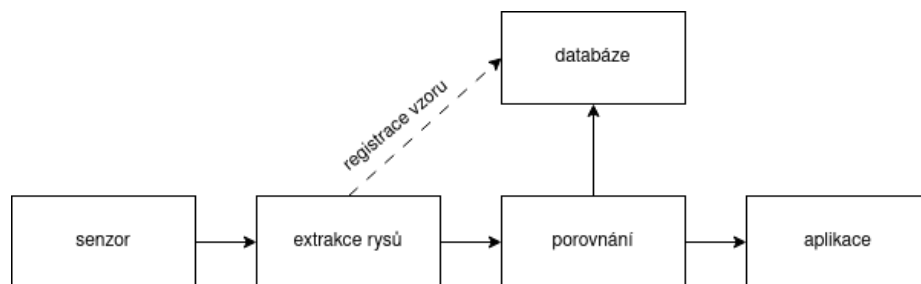 databáze
registrace vzoru
senzor
extrakce rysů
porovnání
aplikace